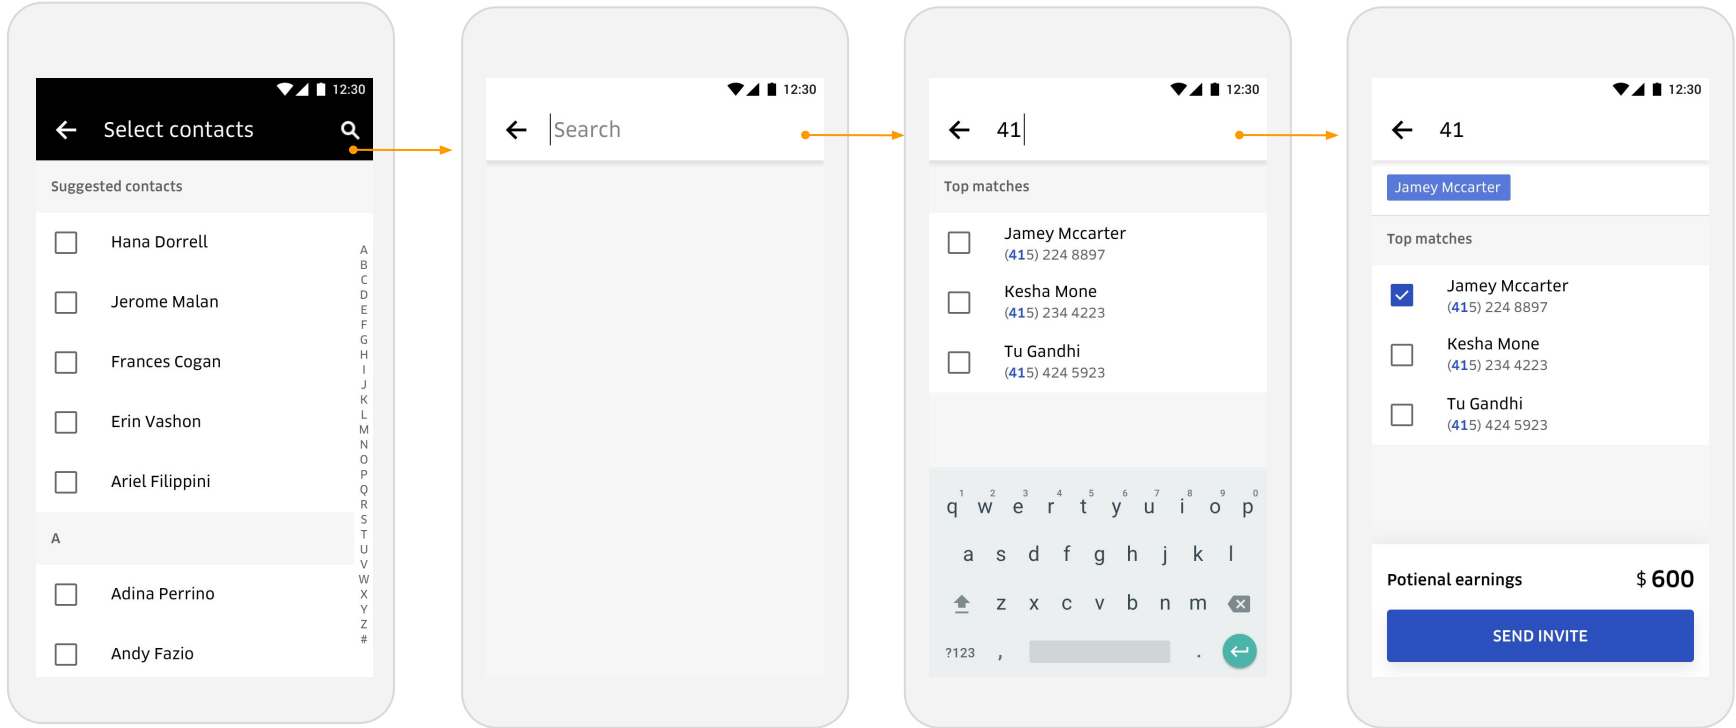 12:30
Select contacts
Suggested contacts
Hana Dorrell
Jerome Malan
Frances Cogan
Erin Vashon
Ariel Filippini
A
Adina Perrino
Andy Fazio
A
B
C
D
E
F
G
H
I
J
K
L
M
N
O
P
Q
R
S
T
U
V
W
X
Y
Z
#
12:30
Search
12:30
41
Top matches
Jamey Mccarter
(415) 224 8897
Kesha Mone
(415) 234 4223
Tu Gandhi
(415) 424 5923
1 2 3 4 5 6 7 8 9 0
q w e r t y u i o p
a s d f g h j k l
z x c v b n m
?123 , .
12:30
41
Jamey Mccarter
Top matches
Jamey Mccarter
(415) 224 8897
Kesha Mone
(415) 234 4223
Tu Gandhi
(415) 424 5923
Potienal earnings $ 600
SEND INVITE